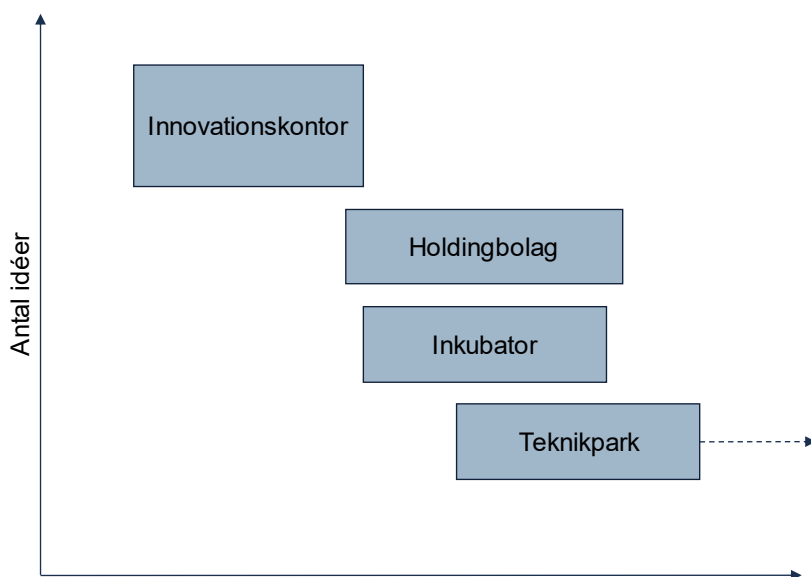 Innovationskontor
Holdingbolag
Antal idéer
Inkubator
Teknikpark